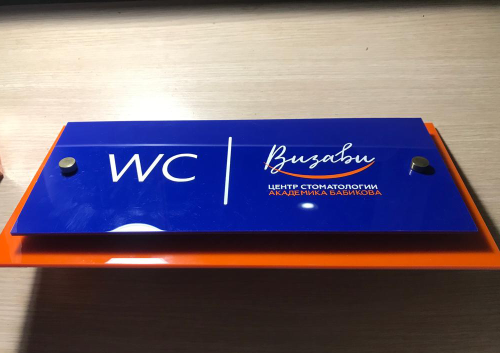 WC
Визави
ЦЕНТР СТОМАТОЛОГИИ
АКАДЕМИКА БАБИКОВА